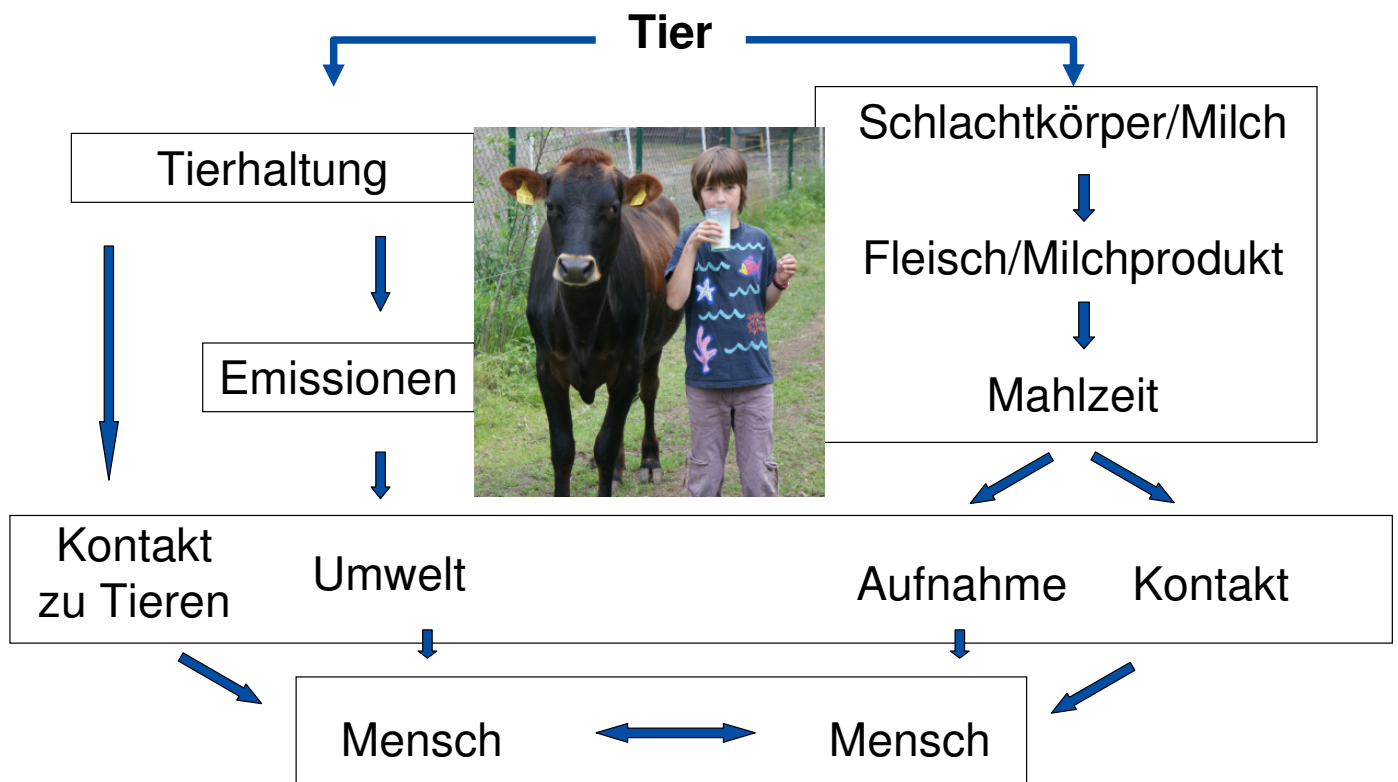 Tier
Tierhaltung
Emissionen
Schlachtkörper/Milch
Fleisch/Milchprodukt
Mahlzeit
Kontakt
zu Tieren
Umwelt
Aufnahme
Kontakt
Mensch
Mensch